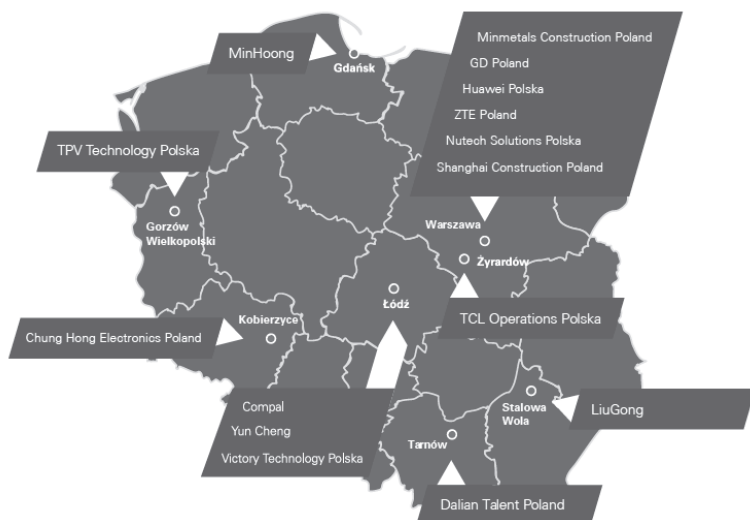 MinHoong
Gdańsk
Minmetals Construction Poland
GD Poland
Huawei Polska
ZTE Poland
Nutech Solutions Polska
Shanghai Construction Poland
TPV Technology Polska
Gorzów
Wielkopolski
Warszawa
Żyrardów
Łódź
TCL Operations Polska
Kobierzyce
Chung Hong Electronics Poland
Compal
Yun Cheng
Victory Technology Polska
Stalowa
Wola
LiuGong
Tarnów
Dalian Talent Poland